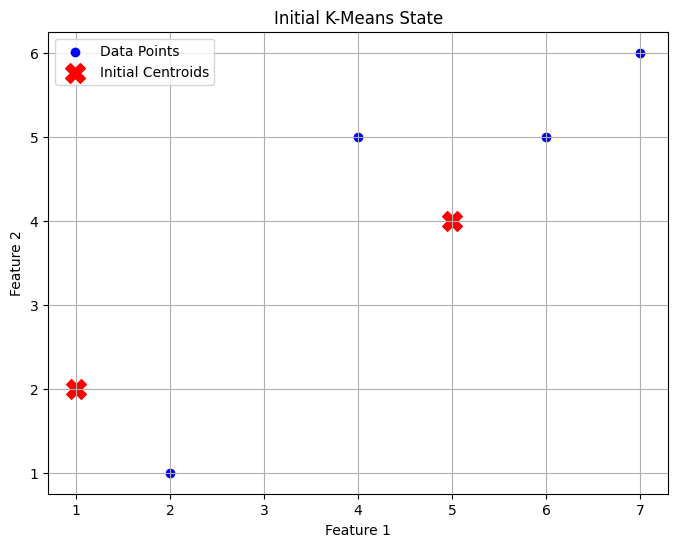 Initial K-Means State
Data Points
Initial Centroids
6
5
4
3
2
1
Feature 2
1 2 3 4 5 6 7
Feature 1